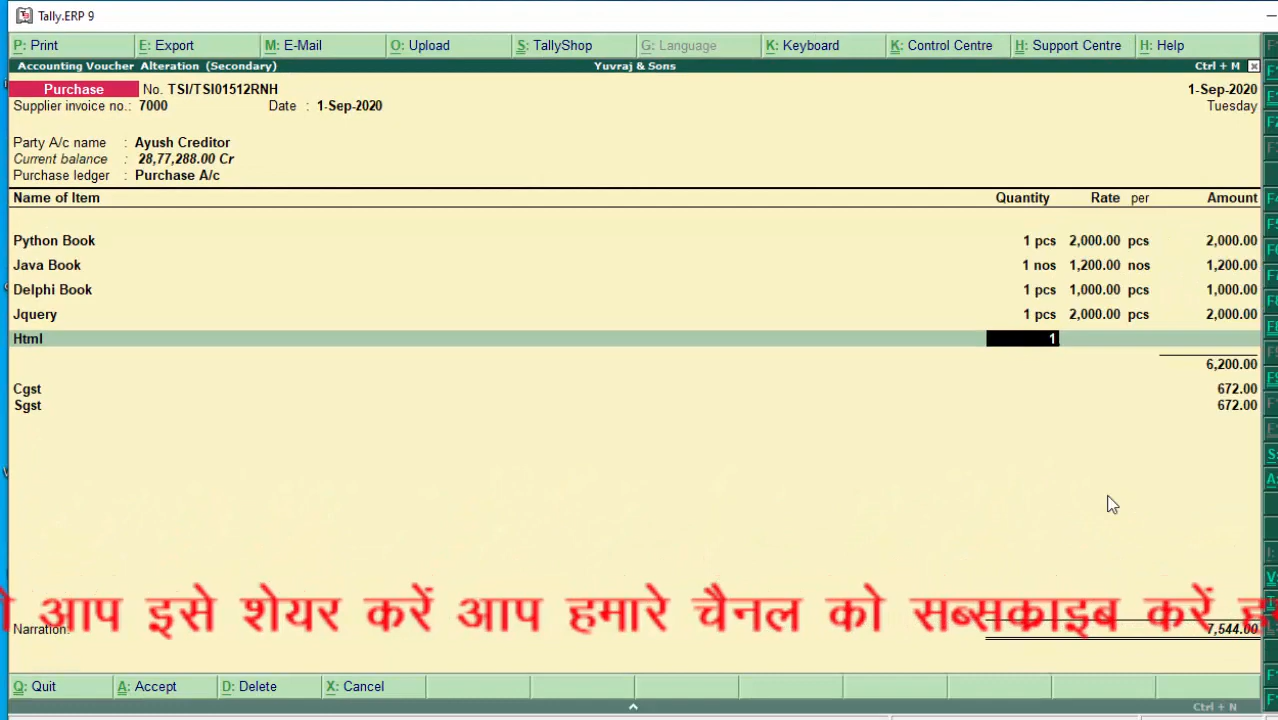 Tally.ERP 9
P: Print E: Export M: E-Mail O: Upload S: TallyShop G: Language K: Keyboard K: Control Centre H: Support Centre H: Help
Accounting Voucher Alteration (Secondary) Yuvraj & Sons Ctrl + M
Purchase No. TSI/TSI01512RNH 1-Sep-2020
Supplier invoice no.: 7000 Date : 1-Sep-2020 Tuesday
Party A/c name : Ayush Creditor
Current balance : 28,77,288.00 Cr
Purchase ledger : Purchase A/c
Name of Item Quantity Rate per Amount
Python Book 1 pcs 2,000.00 pcs 2,000.00
Java Book 1 nos 1,200.00 nos 1,200.00
Delphi Book 1 pcs 1,000.00 pcs 1,000.00
Jquery 1 pcs 2,000.00 pcs 2,000.00
Html 1
6,200.00
Cgst 672.00
Sgst 672.00
आप इसे शेयर करें आप हमारे चैनल को सब्सक्राइब करें
Narration: 7,544.00
Q: Quit A: Accept D: Delete X: Cancel
Ctrl + N